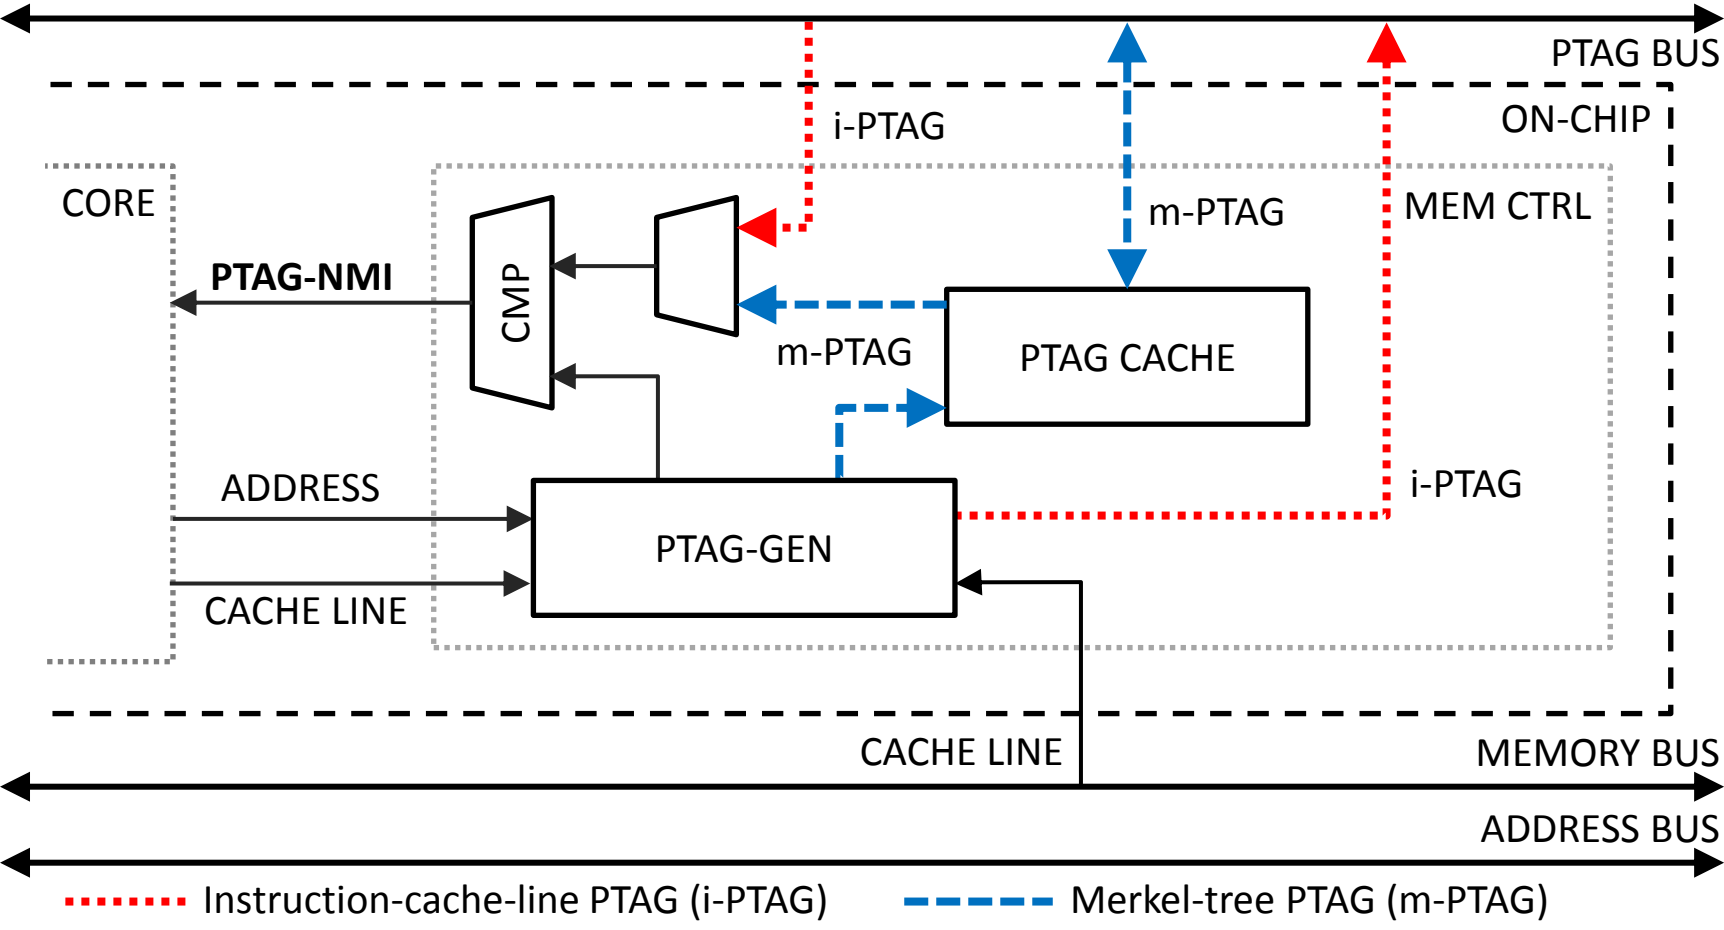 PTAG BUS
ON-CHIP
i-PTAG
CORE
MEM CTRL
m-PTAG
PTAG-NMI
CMP
m-PTAG
PTAG CACHE
ADDRESS
i-PTAG
PTAG-GEN
CACHE LINE
CACHE LINE
MEMORY BUS
ADDRESS BUS
Instruction-cache-line PTAG (i-PTAG)
Merkel-tree PTAG (m-PTAG)